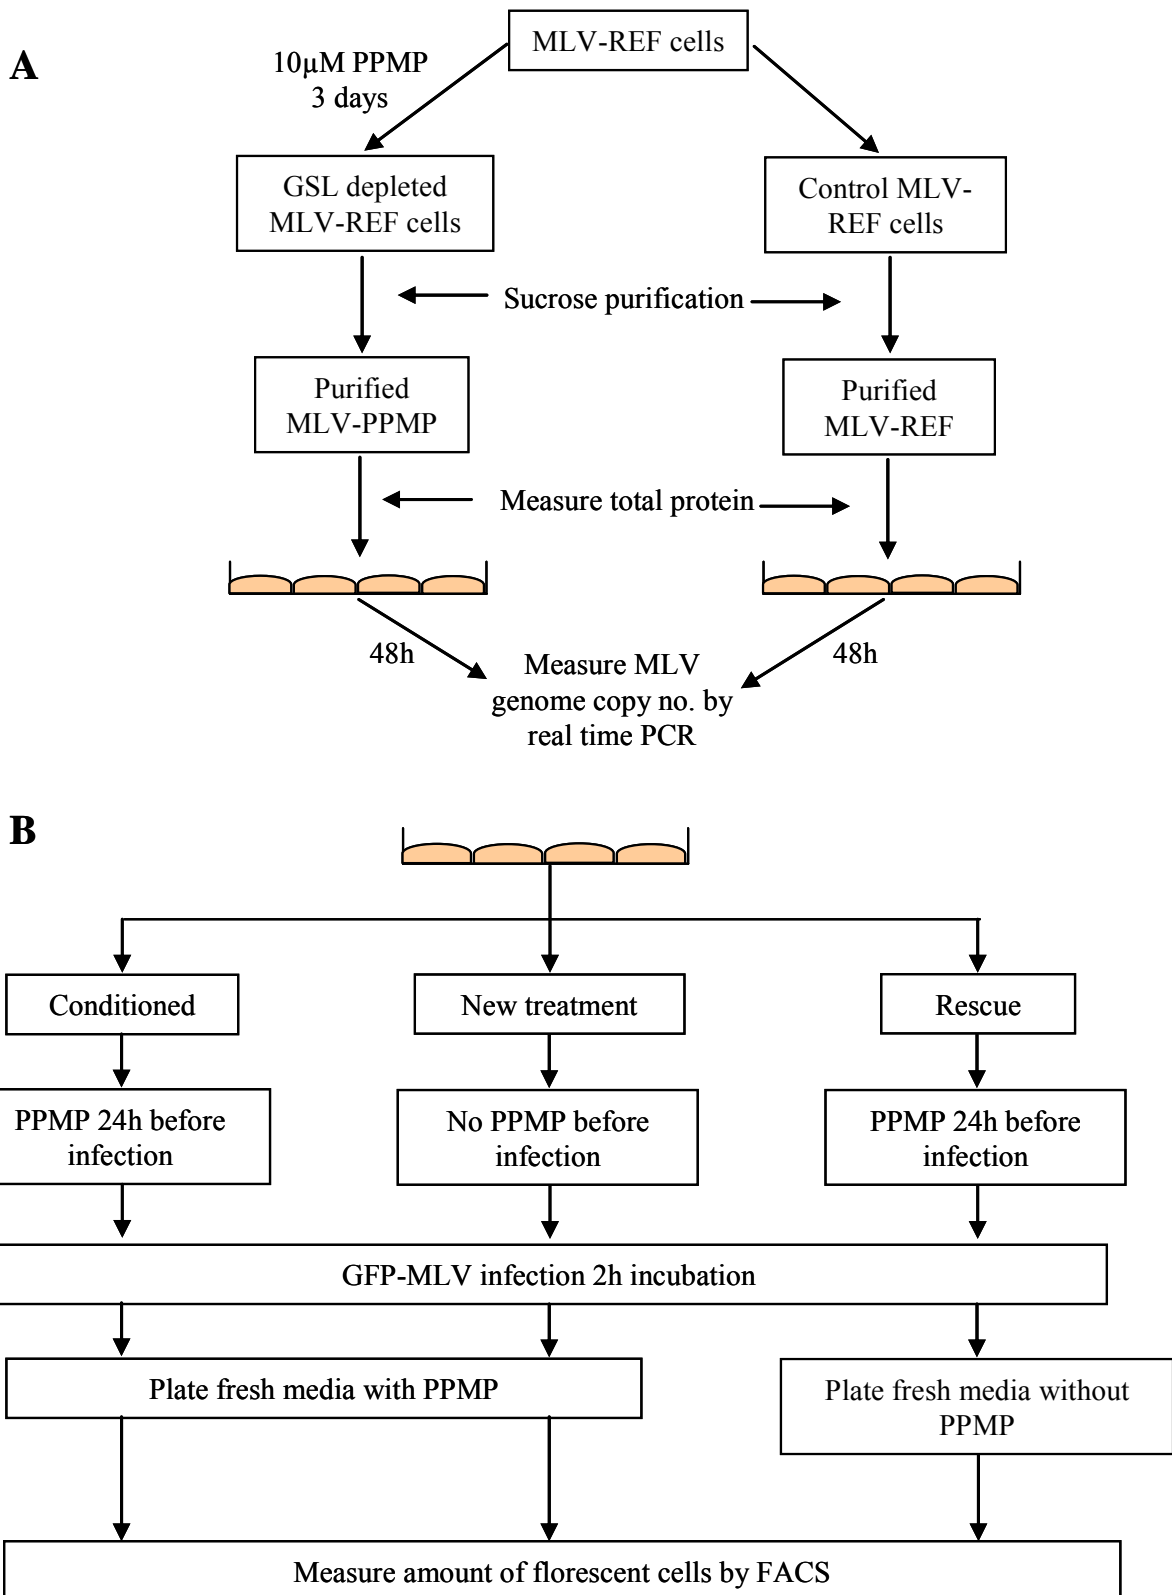 A
MLV-REF cells
10μM PPMP
3 days
GSL depleted
MLV-REF cells
Control MLV-
REF cells
Sucrose purification
Purified
MLV-PPMP
Purified
MLV-REF
Measure total protein
48h
48h
Measure MLV
genome copy no. by
real time PCR
B
Conditioned
New treatment
Rescue
PPMP 24h before
infection
No PPMP before
infection
PPMP 24h before
infection
GFP-MLV infection 2h incubation
Plate fresh media with PPMP
Plate fresh media without
PPMP
Measure amount of florescent cells by FACS